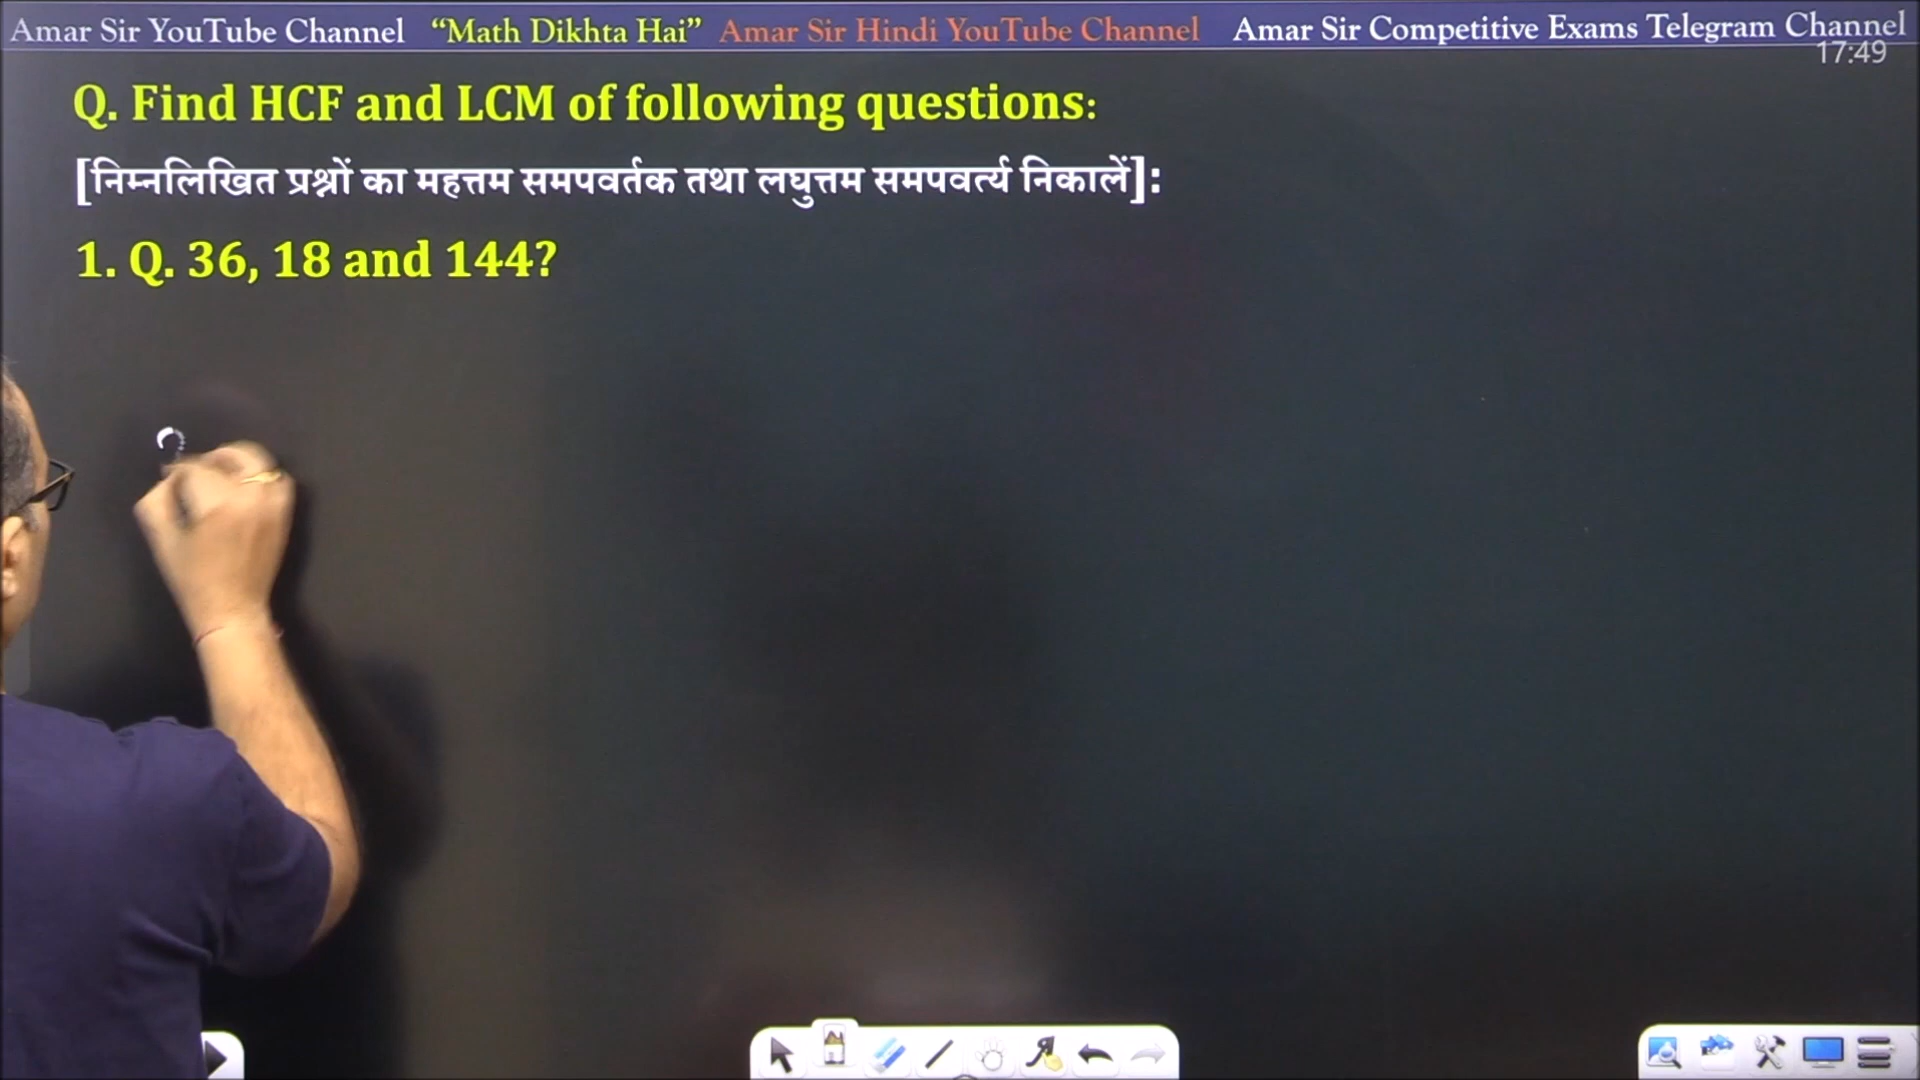 Amar Sir YouTube Channel “Math Dikhta Hai” Amar Sir Hindi YouTube Channel Amar Sir Competitive Exams Telegram Channel
17:49
Q. Find HCF and LCM of following questions:
[निम्नलिखित प्रश्नों का महत्तम समपवर्तक तथा लघुत्तम समपवर्त्य निकालें]:
1. Q. 36, 18 and 144?